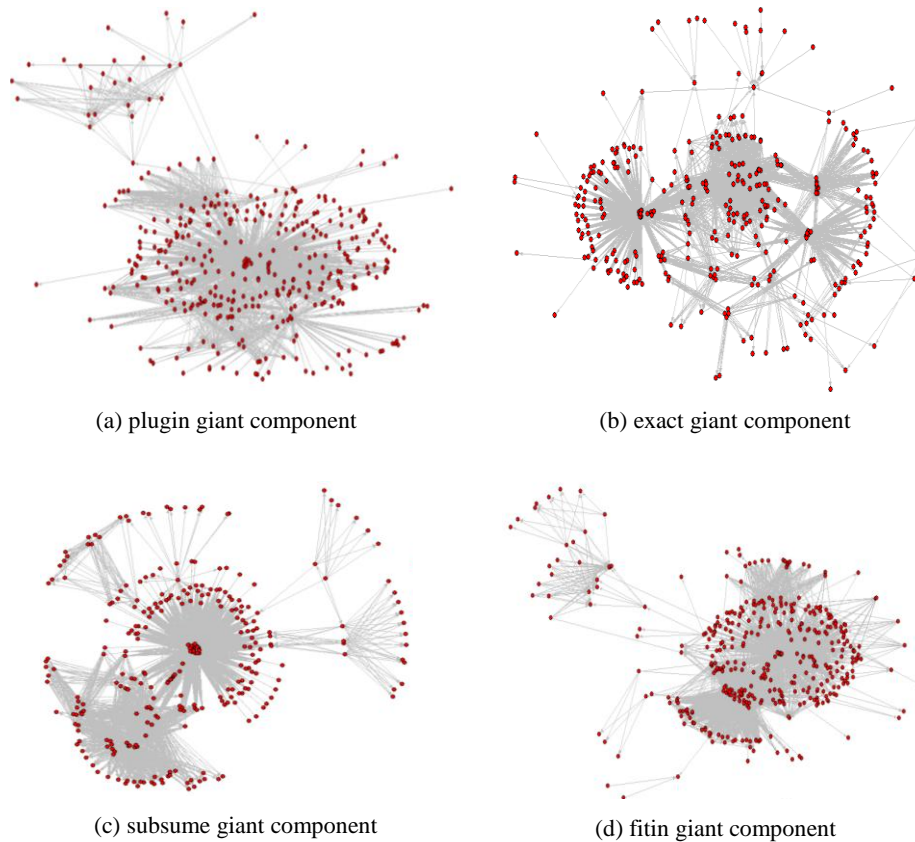 (a) plugin giant component
(b) exact giant component
(c) subsume giant component
(d) fitin giant component